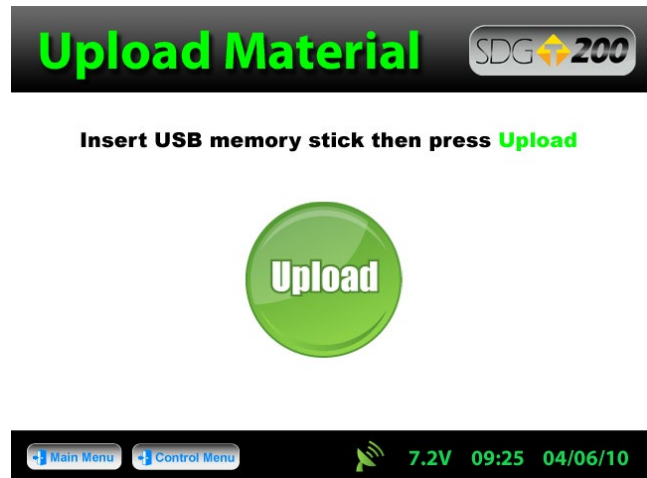 Upload Material SDG 200
Insert USB memory stick then press Upload
Upload
Main Menu Control Menu 7.2V 09:25 04/06/10